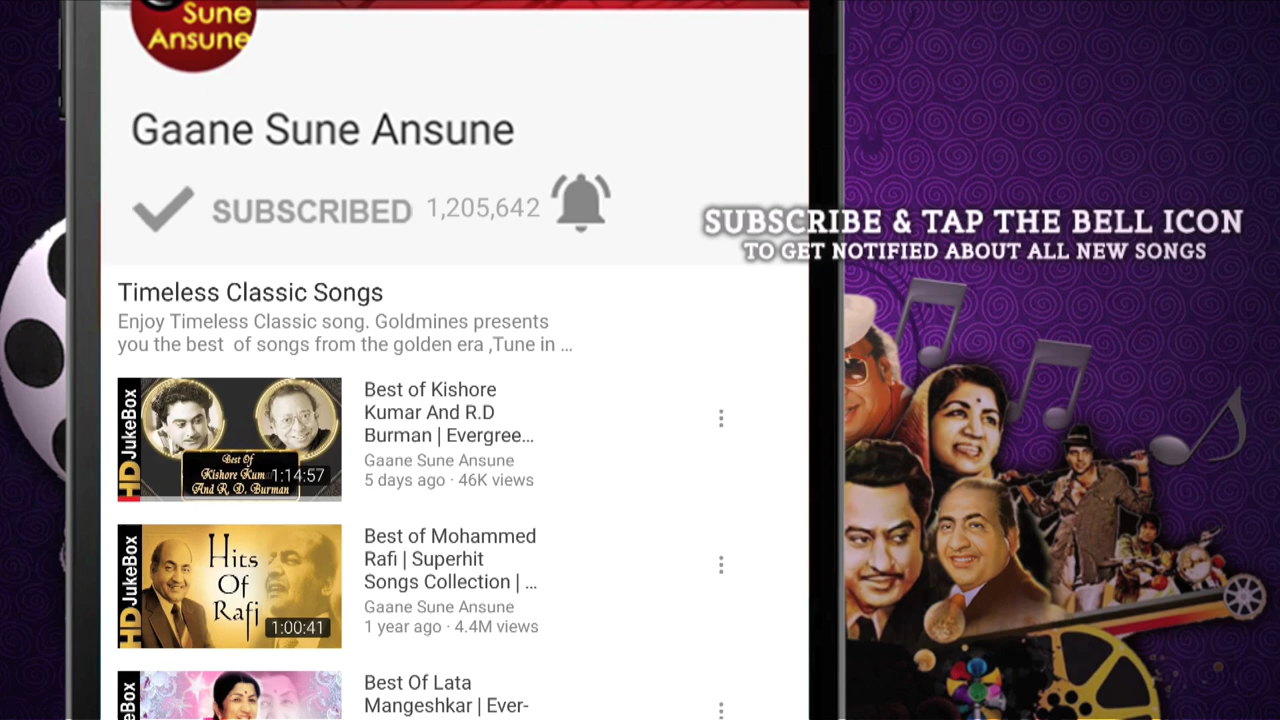 Sune
Ansune
Gaane Sune Ansune
SUBSCRIBED 1,205,642
SUBSCRIBE & TAP THE BELL ICON
TO GET NOTIFIED ABOUT ALL NEW SONGS
Timeless Classic Songs
Enjoy Timeless Classic song. Goldmines presents
you the best of songs from the golden era ,Tune in ...
HD JukeBox
Best Of
Kishore Kum
And R. D. Burman
1:14:57
Best of Kishore
Kumar And R.D
Burman | Evergree...
Gaane Sune Ansune
5 days ago · 46K views
HD JukeBox
Hits
Of
Rafi
1:00:41
Best of Mohammed
Rafi | Superhit
Songs Collection | ...
Gaane Sune Ansune
1 year ago · 4.4M views
eBox
Best Of Lata
Mangeshkar | Ever-